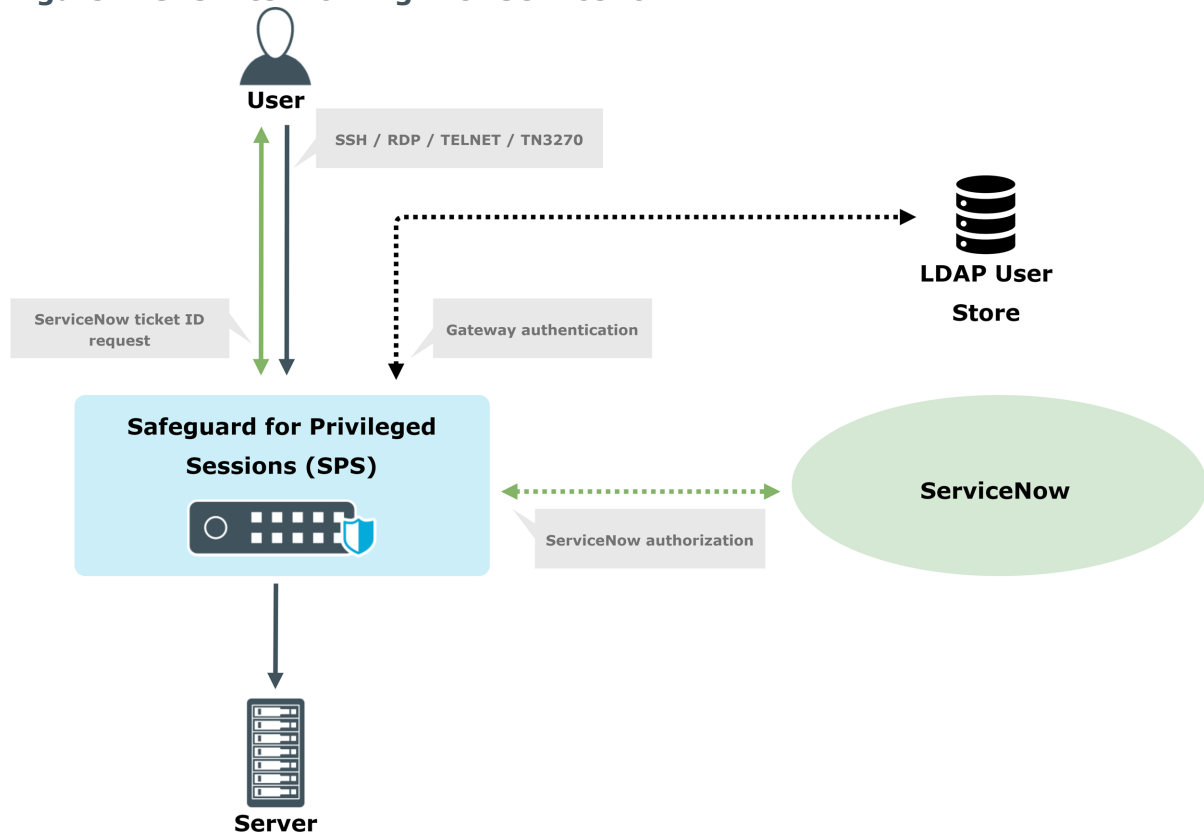 User
SSH / RDP / TELNET / TN3270
LDAP User
Store
ServiceNow ticket ID
request
Gateway authentication
Safeguard for Privileged
Sessions (SPS)
ServiceNow
ServiceNow authorization
Server